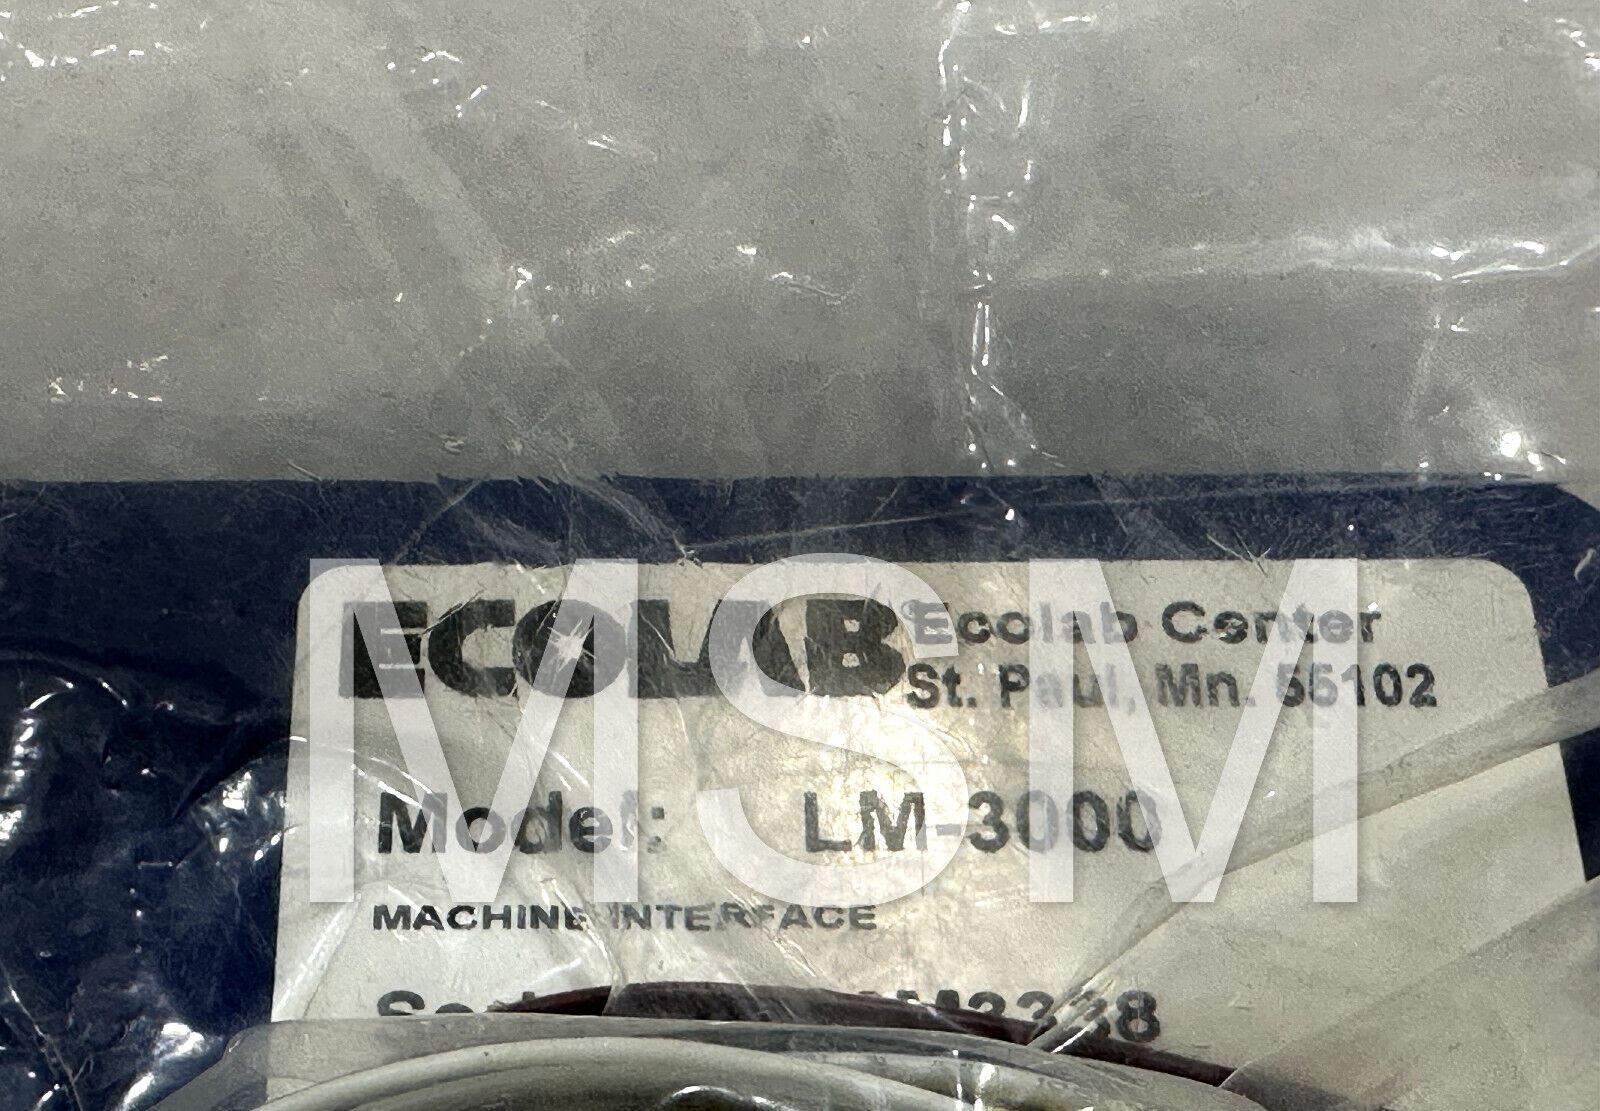 ECOLAB
Ecolab Center
St. Paul, Mn. 55102
MSM
Model: LM-3000
MACHINE INTERFACE